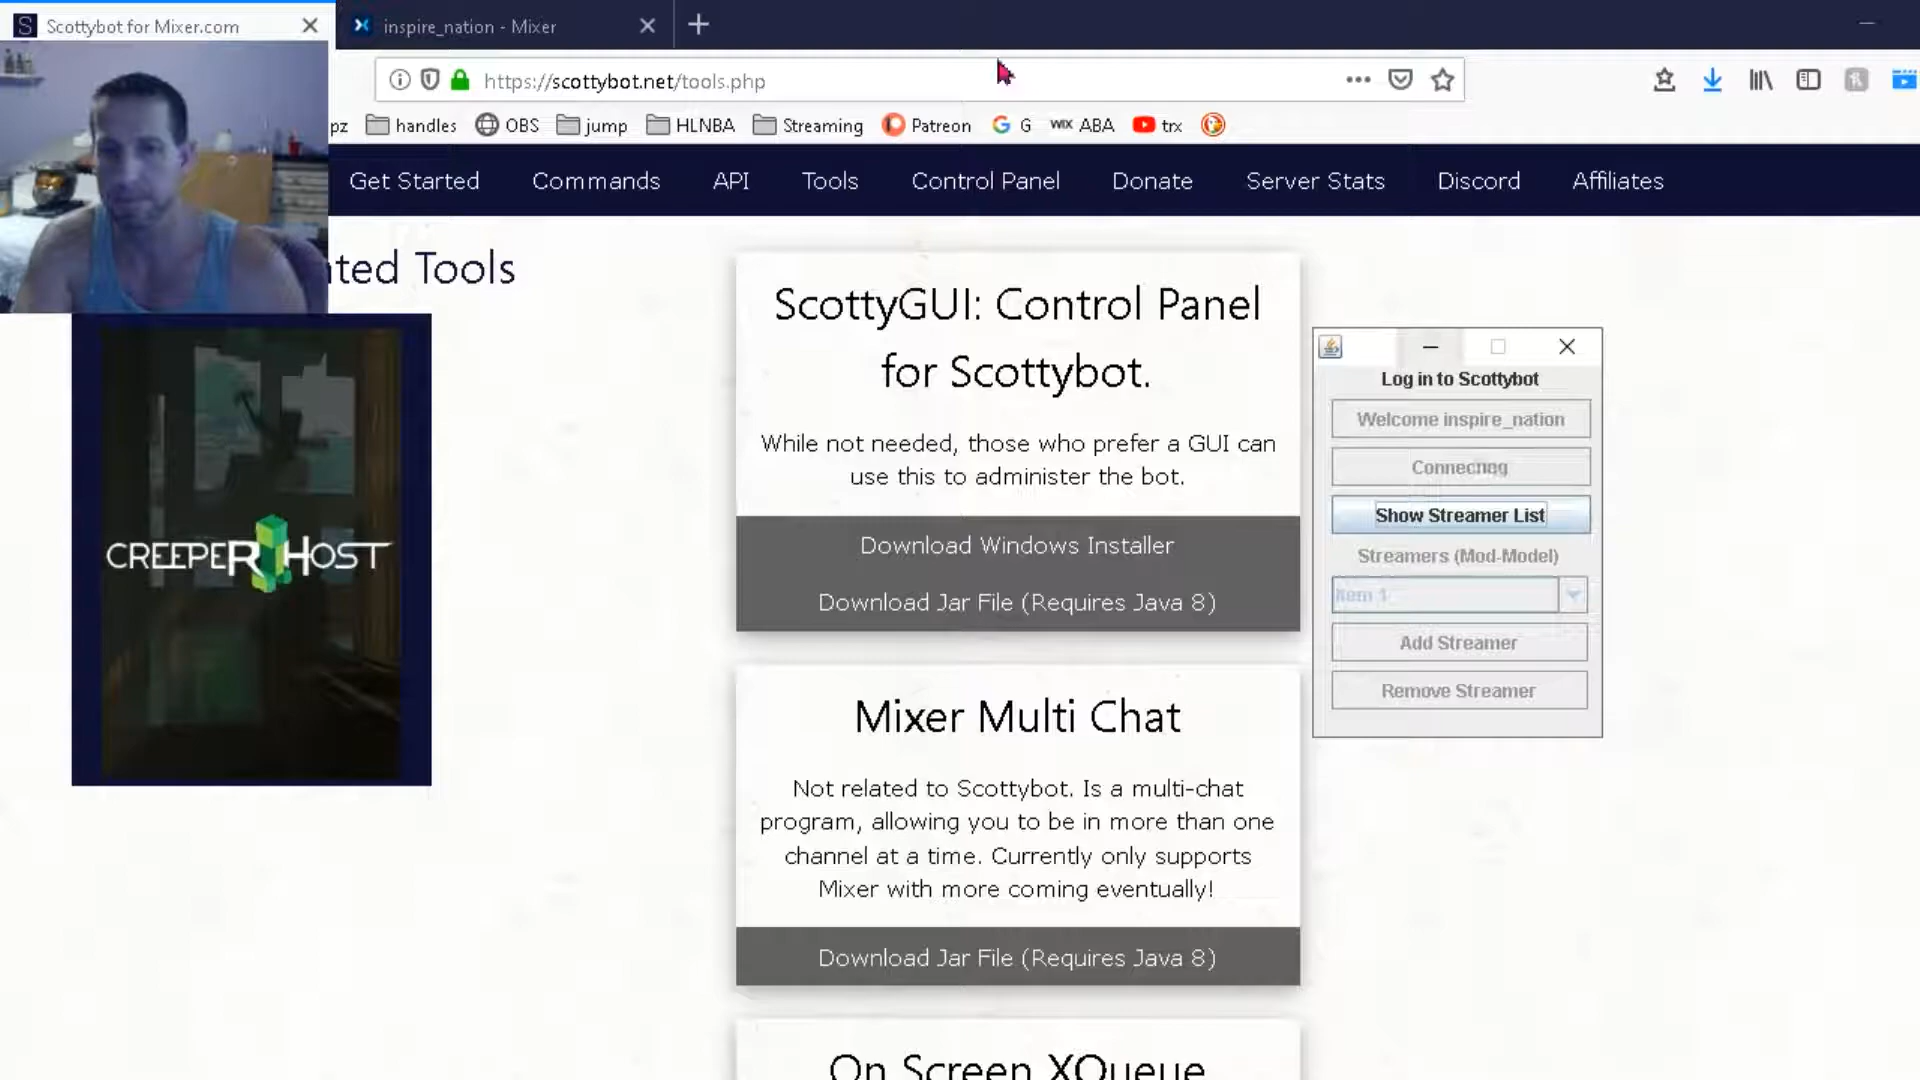 Scottybot for Mixer.com
inspire_nation - Mixer
https://scottybot.net/tools.php
pz
handles
OBS
jump
HLNBA
Streaming
Patreon
G
WIX ABA
trx
Get Started
Commands
API
Tools
Control Panel
Donate
Server Stats
Discord
Affiliates
ted Tools
CREEPERHOST
ScottyGUI: Control Panel
for Scottybot.
While not needed, those who prefer a GUI can
use this to administer the bot.
Download Windows Installer
Download Jar File (Requires Java 8)
Mixer Multi Chat
Not related to Scottybot. Is a multi-chat
program, allowing you to be in more than one
channel at a time. Currently only supports
Mixer with more coming eventually!
Download Jar File (Requires Java 8)
On Screen XQueue
Log in to Scottybot
Welcome inspire_nation
Show Streamer List
Streamers (Mod-Model)
Item 1
Add Streamer
Remove Streamer